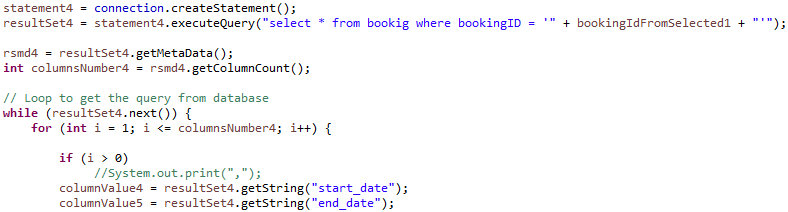 statement4 = connection.createStatement();
resultSet4 = statement4.executeQuery("select * from bookig where bookingID = '" + bookingIdFromSelected1 + "'");
rsmd4 = resultSet4.getMetaData();
int columnsNumber4 = rsmd4.getColumnCount();
// Loop to get the query from database
while (resultSet4.next()) {
for (int i = 1; i <= columnsNumber4; i++) {
if (i > 0)
//System.out.print(",");
columnValue4 = resultSet4.getString("start_date");
columnValue5 = resultSet4.getString("end_date");